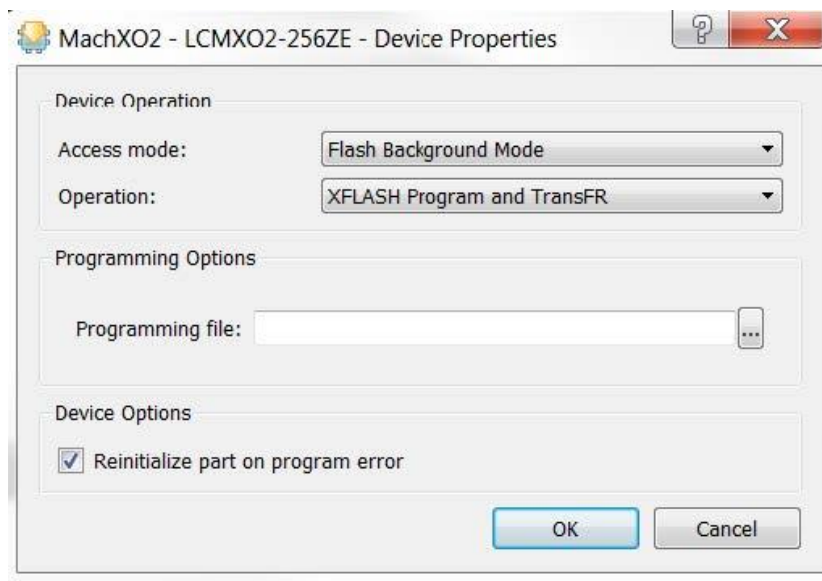 MachXO2 - LCMXO2-256ZE - Device Properties
Device Operation
Access mode: Flash Background Mode
Operation: XFLASH Program and TransFR
Programming Options
Programming file: ...
Device Options
Reinitialize part on program error
OK Cancel